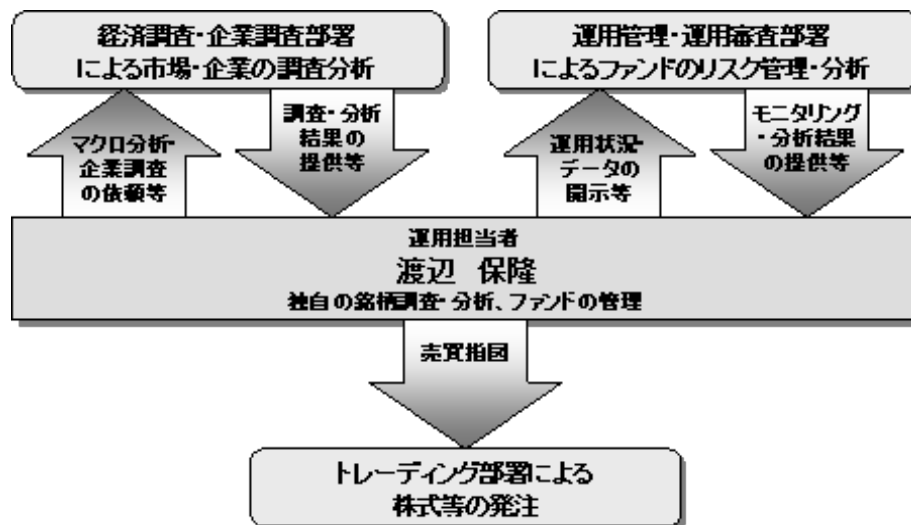 経済調査・企業調査部署
による市場・企業の調査分析
運用管理・運用審査部署
によるファンドのリスク管理・分析
マクロ分析・
企業調査
の依頼等
調査・分析
結果の
提供等
運用状況・
データの
開示等
モニタリング
・分析結果
の提供等
運用担当者
渡辺 保隆
独自の銘柄調査・分析、ファンドの管理
売買指図
トレーディング部署による
株式等の発注